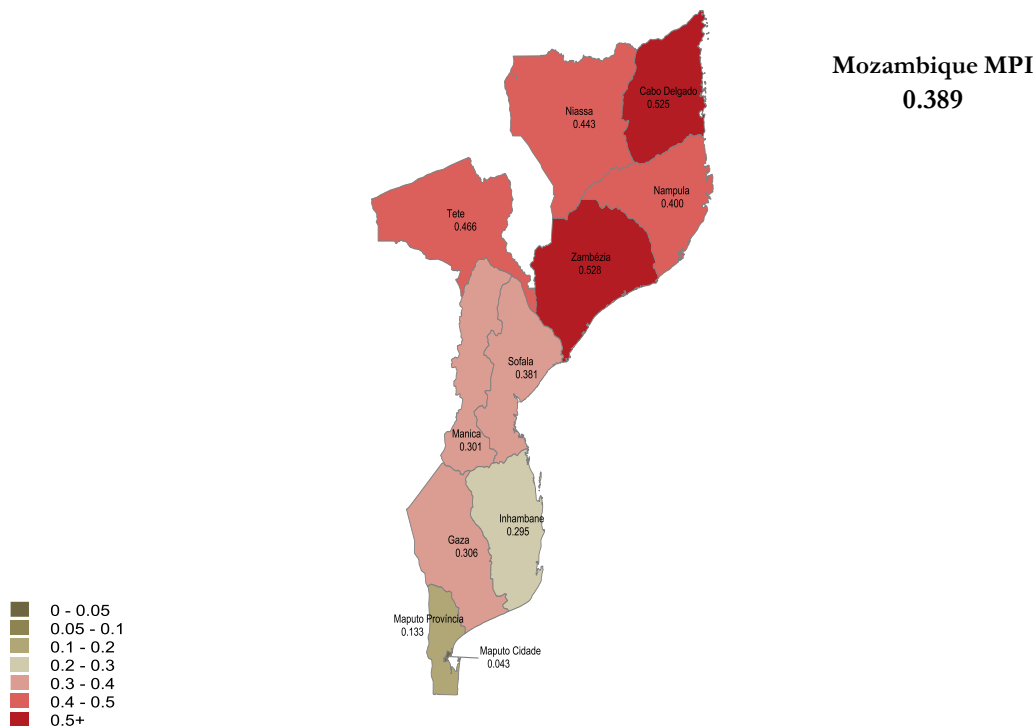 Mozambique MPI
0.389
Cabo Delgado
0.525
Niassa
0.443
Nampula
0.400
Tete
0.466
Zambézia
0.528
Sofala
0.381
Manica
0.301
Inhambane
0.295
Gaza
0.306
Maputo Província
0.133
Maputo Cidade
0.043
0 - 0.05
0.05 - 0.1
0.1 - 0.2
0.2 - 0.3
0.3 - 0.4
0.4 - 0.5
0.5+